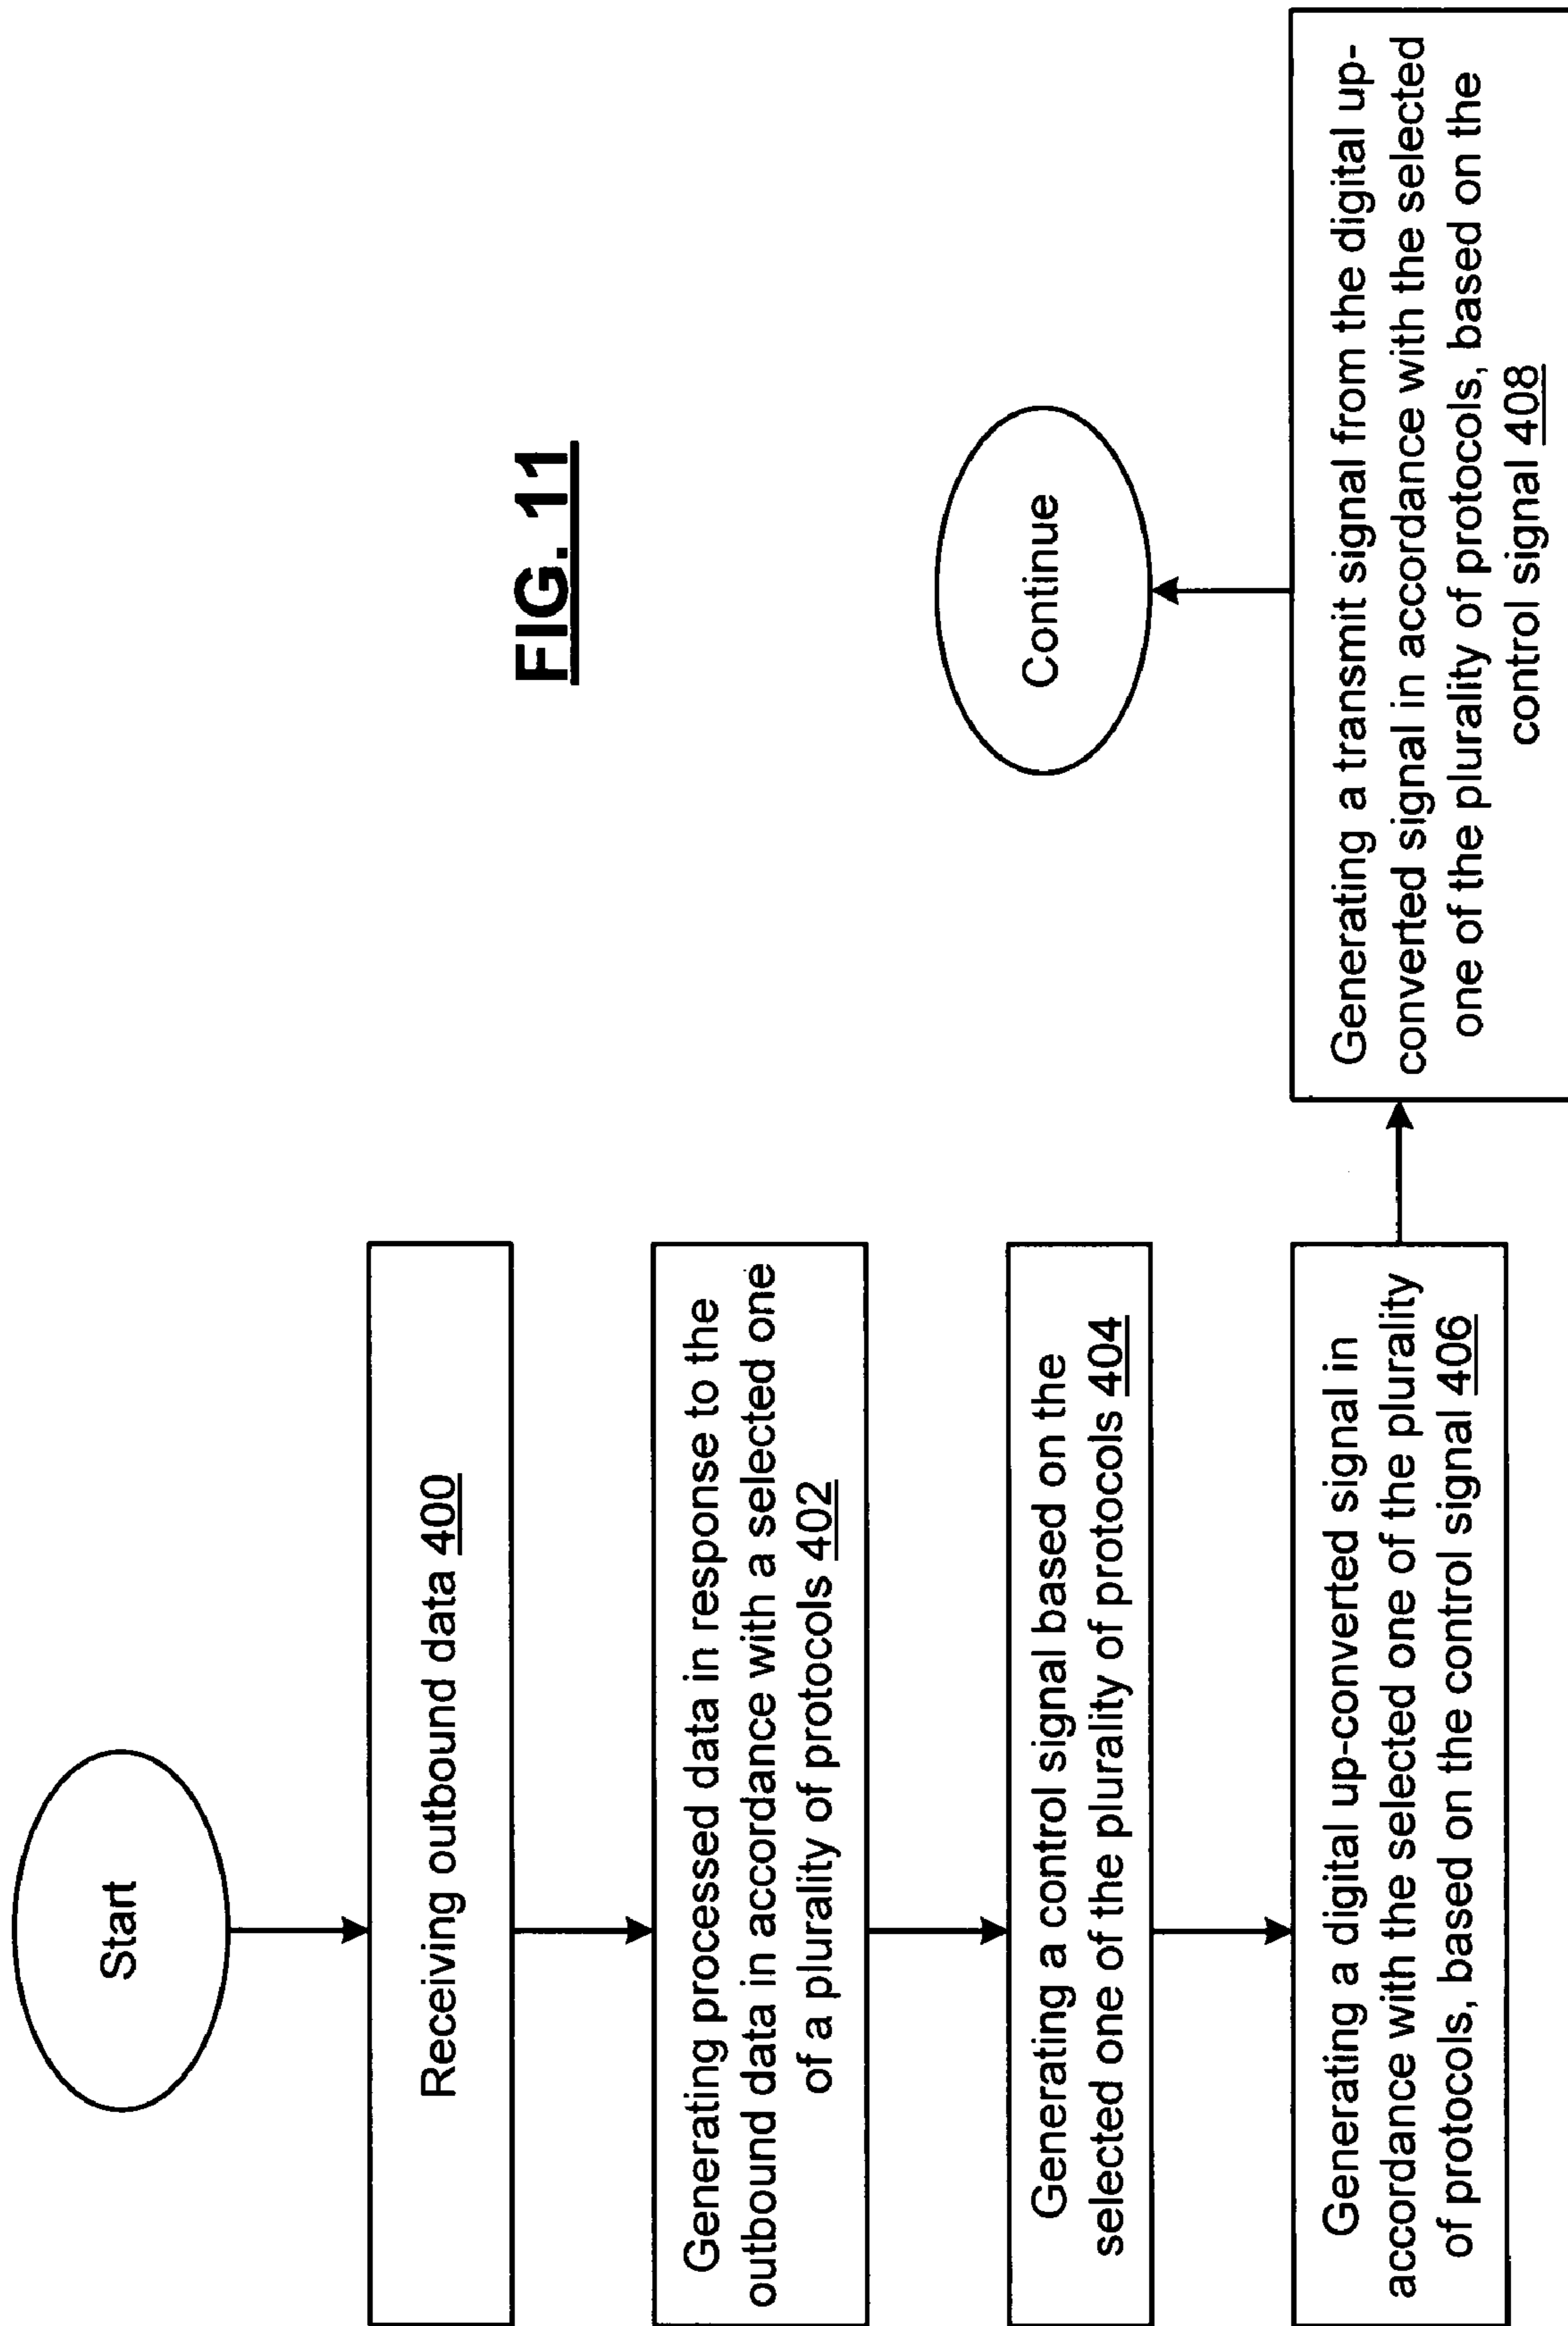 Start
Receiving outbound data 400
Generating processed data in response to the
outbound data in accordance with a selected one
of a plurality of protocols 402
Generating a control signal based on the
selected one of the plurality of protocols 404
Generating a digital up-converted signal in
accordance with the selected one of the plurality
of protocols, based on the control signal 406
Generating a transmit signal from the digital up-
converted signal in accordance with the selected
one of the plurality of protocols, based on the
control signal 408
Continue
FIG. 11